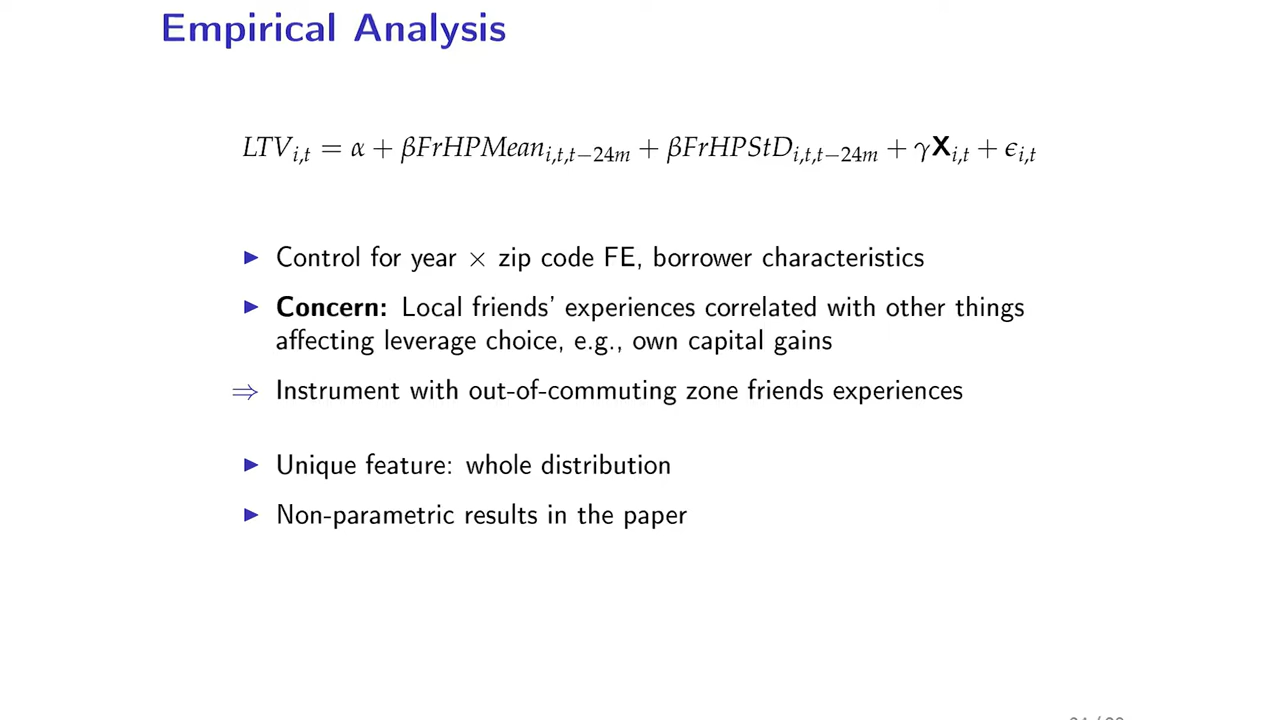 Empirical Analysis
LTV_{i,t} = α + βFrHPMean_{i,t,t−24m} + βFrHPStD_{i,t,t−24m} + γX_{i,t} + ϵ_{i,t}
▶ Control for year × zip code FE, borrower characteristics
▶ Concern: Local friends' experiences correlated with other things
affecting leverage choice, e.g., own capital gains
⇒ Instrument with out-of-commuting zone friends experiences
▶ Unique feature: whole distribution
▶ Non-parametric results in the paper